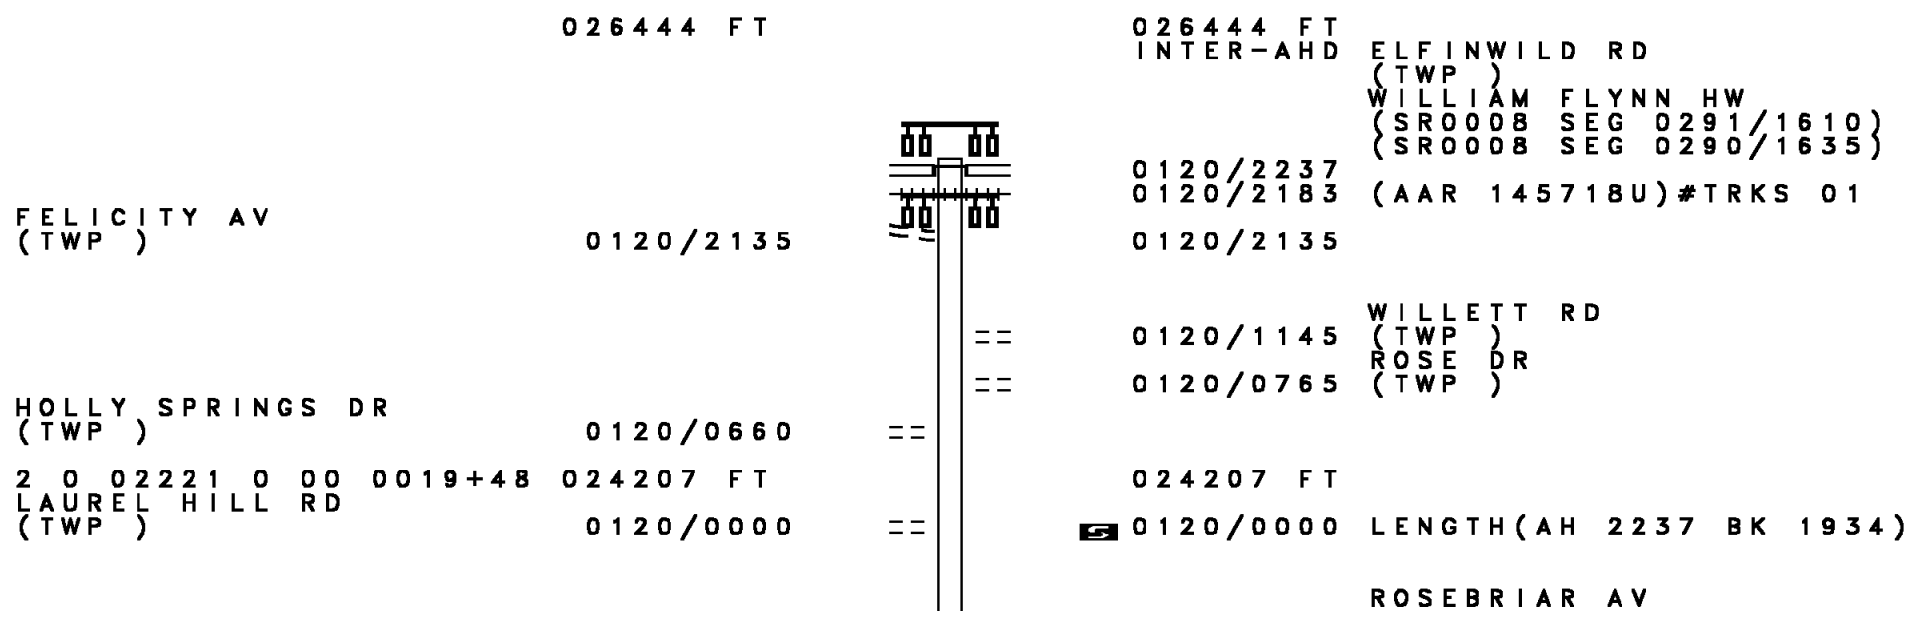 026444 FT 026444 FT
INTER-AHD ELFINWILD RD
(TWP )
WILLIAM FLYNN HW
(SR0008 SEG 0291/1610)
(SR0008 SEG 0290/1635)
0120/2237
0120/2183 (AAR 145718U)#TRKS 01
FELICITY AV
(TWP ) 0120/2135 0120/2135
WILLETT RD
0120/1145 (TWP )
ROSE DR
0120/0765 (TWP )
HOLLY SPRINGS DR
(TWP ) 0120/0660
2 0 02221 0 00 0019+48 024207 FT 024207 FT
LAUREL HILL RD
(TWP ) 0120/0000 S 0120/0000 LENGTH(AH 2237 BK 1934)
ROSEBRIAR AV